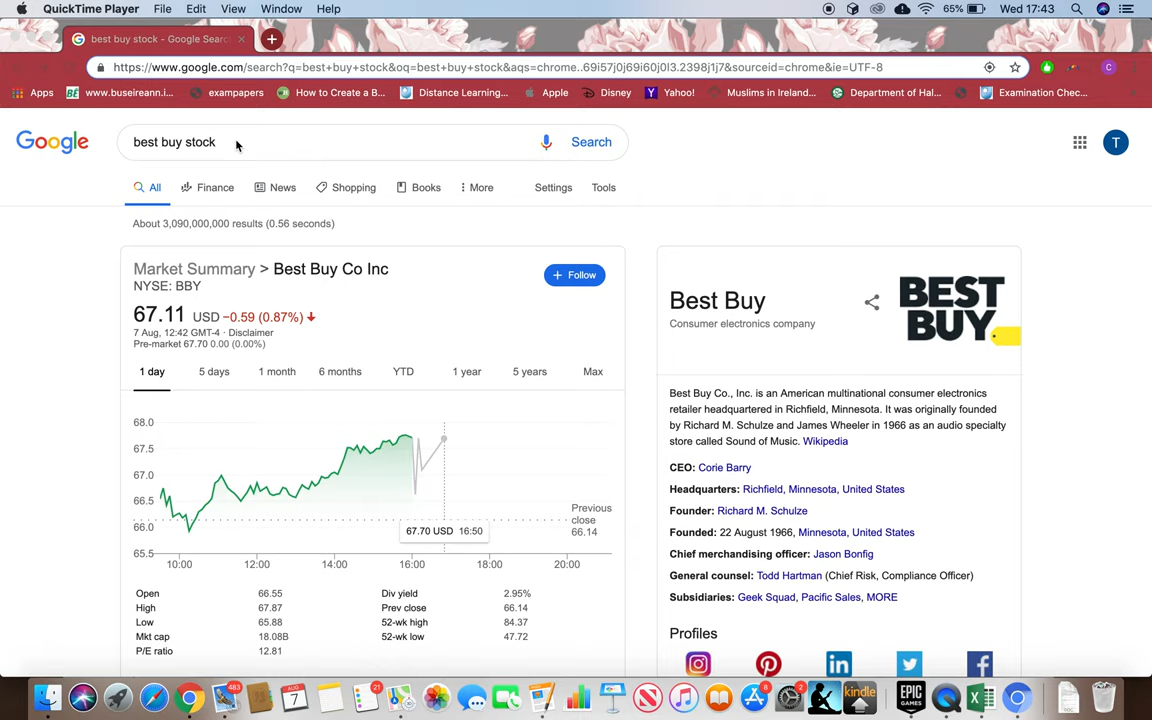 QuickTime Player File Edit View Window Help
65% Wed 17:43
best buy stock - Google Searc
https://www.google.com/search?q=best+buy+stock&oq=best+buy+stock&aqs=chrome..69i57j0j69i60j0l3.2398j1j7&sourceid=chrome&ie=UTF-8
C
Apps www.buseireann.i... exampapers How to Create a B... Distance Learning... Apple Disney Yahoo! Muslims in Ireland... Department of Hal... Examination Chec...
Google
best buy stock
Search
T
All Finance News Shopping Books More Settings Tools
About 3,090,000,000 results (0.56 seconds)
Market Summary > Best Buy Co Inc
NYSE: BBY
+ Follow
67.11 USD −0.59 (0.87%)
7 Aug, 12:42 GMT-4 · Disclaimer
Pre-market 67.70 0.00 (0.00%)
1 day 5 days 1 month 6 months YTD 1 year 5 years Max
68.0
67.5
67.0
66.5
66.0
65.5
Previous
close
66.14
67.70 USD 16:50
10:00 12:00 14:00 16:00 18:00 20:00
Open 66.55 Div yield 2.95%
High 67.87 Prev close 66.14
Low 65.88 52-wk high 84.37
Mkt cap 18.08B 52-wk low 47.72
P/E ratio 12.81
Best Buy
Consumer electronics company
BEST
BUY
Best Buy Co., Inc. is an American multinational consumer electronics
retailer headquartered in Richfield, Minnesota. It was originally founded
by Richard M. Schulze and James Wheeler in 1966 as an audio specialty
store called Sound of Music. Wikipedia
CEO: Corie Barry
Headquarters: Richfield, Minnesota, United States
Founder: Richard M. Schulze
Founded: 22 August 1966, Minnesota, United States
Chief merchandising officer: Jason Bonfig
General counsel: Todd Hartman (Chief Risk, Compliance Officer)
Subsidiaries: Geek Squad, Pacific Sales, MORE
Profiles
483
AUG
7
21
8
2
kindle
EPIC
GAMES